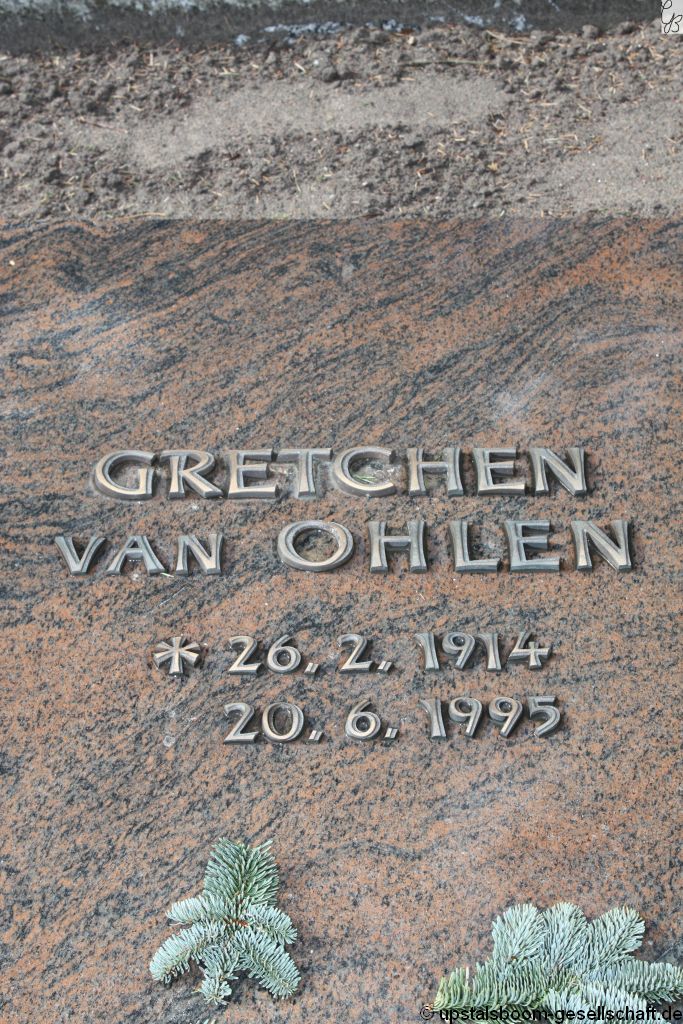 GRETCHEN
VAN OHLEN
* 26. 2. 1914
20. 6. 1995
© upstalsboom-gesellschaft.de